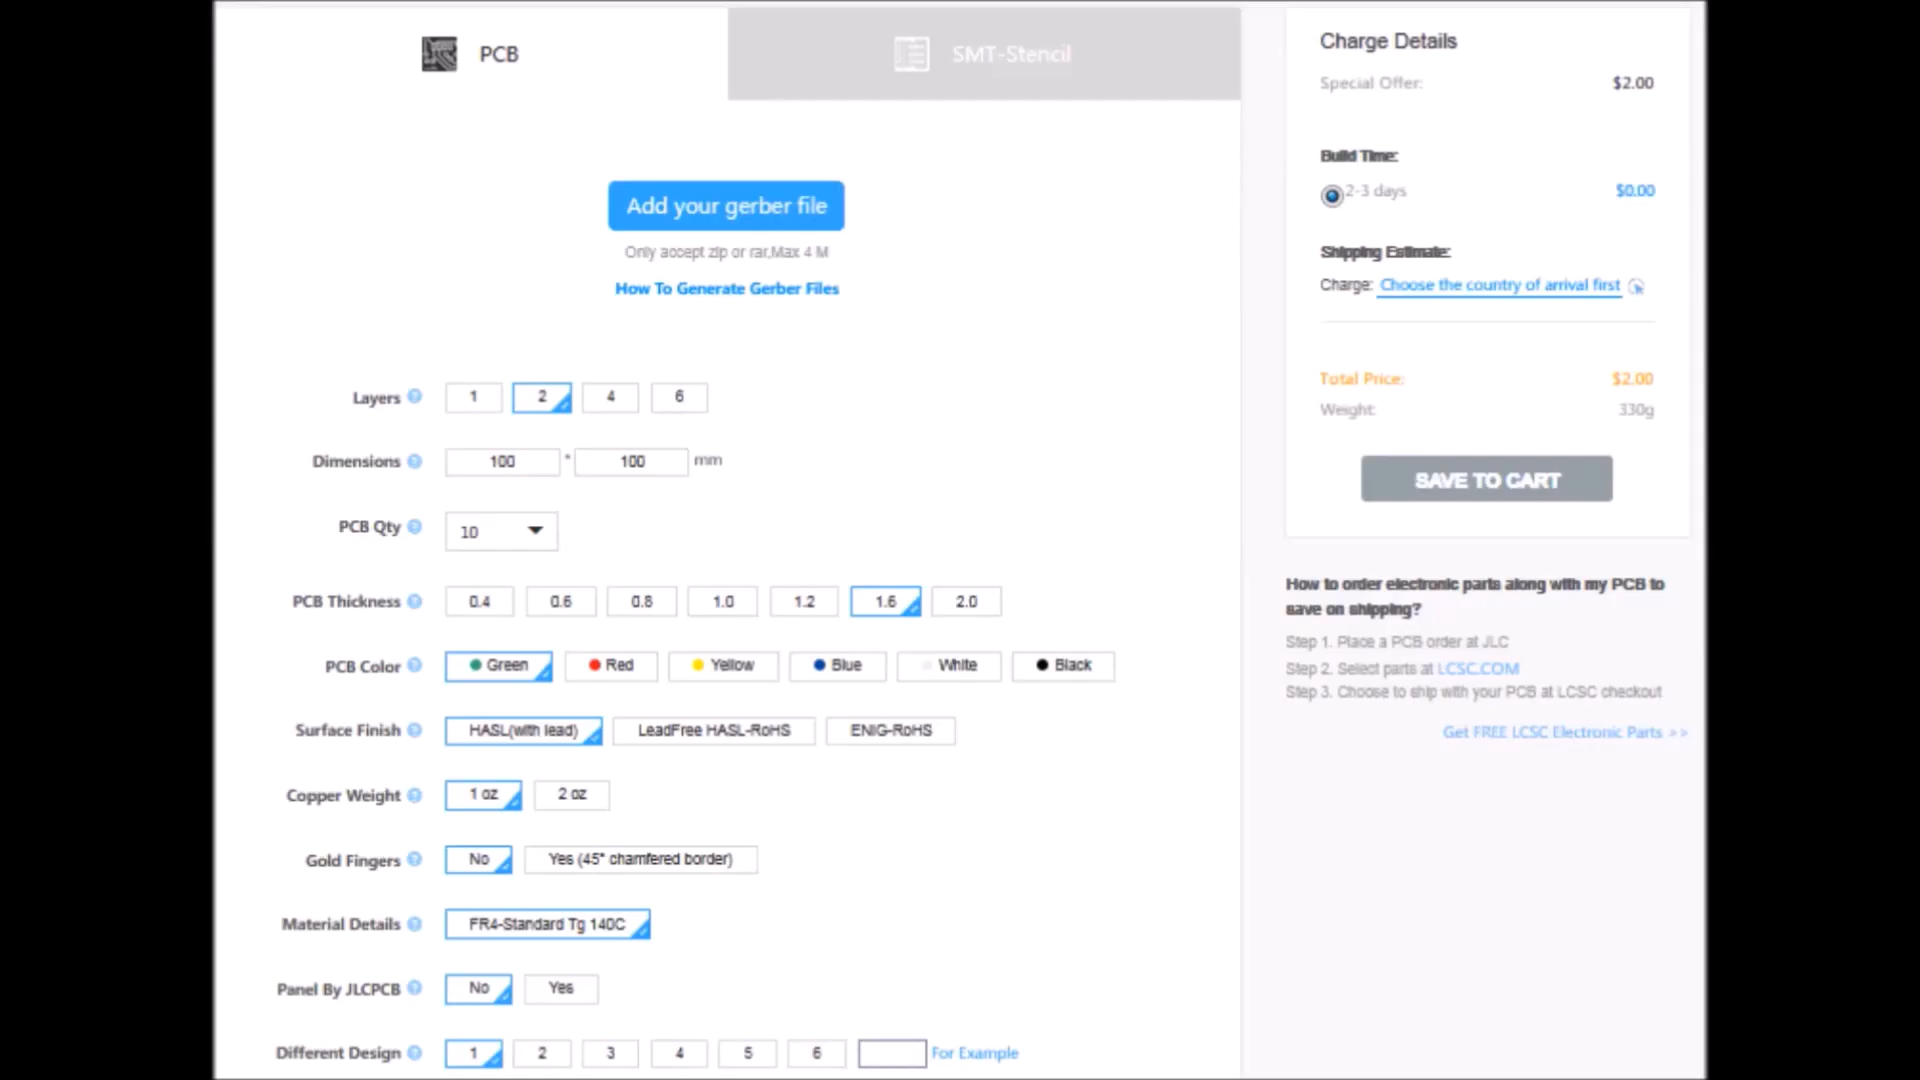 PCB
SMT-Stencil
Add your gerber file
Only accept zip or rar,Max 4 M
How To Generate Gerber Files
Layers 1 2 4 6
Dimensions 100 * 100 mm
PCB Qty 10
PCB Thickness 0.4 0.6 0.8 1.0 1.2 1.6 2.0
PCB Color Green Red Yellow Blue White Black
Surface Finish HASL(with lead) LeadFree HASL-RoHS ENIG-RoHS
Copper Weight 1 oz 2 oz
Gold Fingers No Yes (45° chamfered border)
Material Details FR4-Standard Tg 140C
Panel By JLCPCB No Yes
Different Design 1 2 3 4 5 6 For Example
Charge Details
Special Offer: $2.00
Build Time:
2-3 days $0.00
Shipping Estimate:
Charge: Choose the country of arrival first
Total Price: $2.00
Weight: 330g
SAVE TO CART
How to order electronic parts along with my PCB to
save on shipping?
Step 1. Place a PCB order at JLC
Step 2. Select parts at LCSC.COM
Step 3. Choose to ship with your PCB at LCSC checkout
Get FREE LCSC Electronic Parts >>